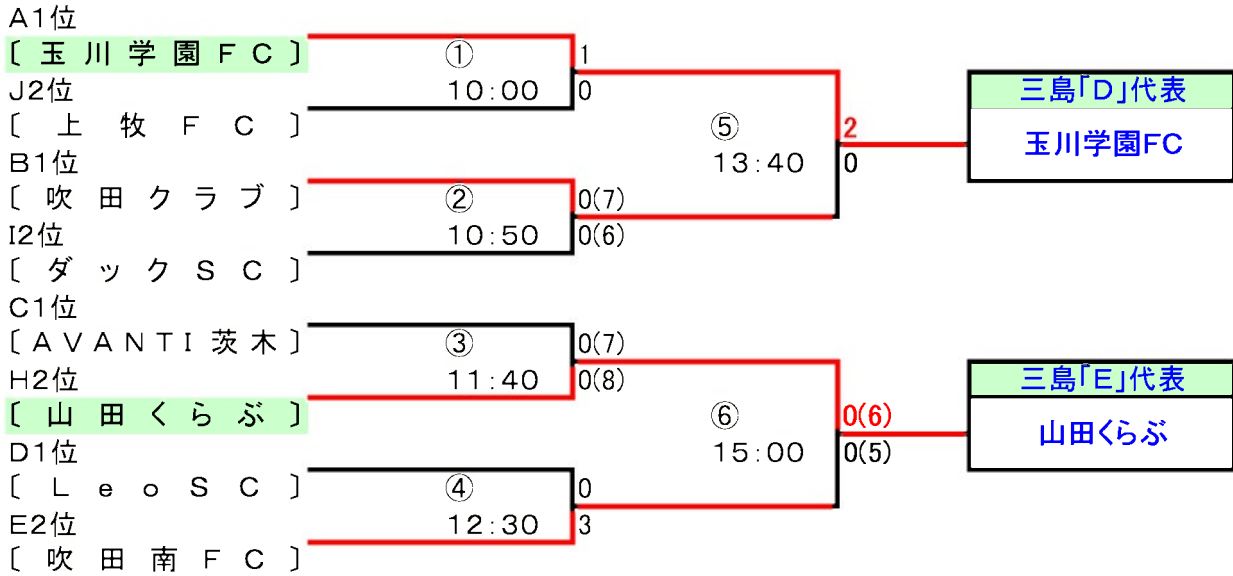 A1位
〔玉川学園FC〕
J2位
〔上牧FC〕
① 10:00
1
0
B1位
〔吹田クラブ〕
I2位
〔ダックSC〕
② 10:50
0(7)
0(6)
⑤ 13:40
2
0
三島「D」代表
玉川学園FC
C1位
〔AVANTI茨木〕
H2位
〔山田くらぶ〕
③ 11:40
0(7)
0(8)
D1位
〔LeoSC〕
E2位
〔吹田南FC〕
④ 12:30
0
3
⑥ 15:00
0(6)
0(5)
三島「E」代表
山田くらぶ